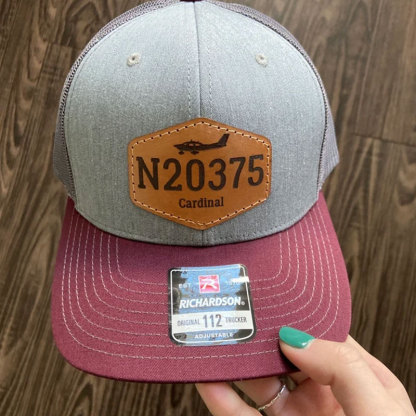 N20375
Cardinal
RICHARDSON
ORIGINAL 112 TRUCKER
ADJUSTABLE